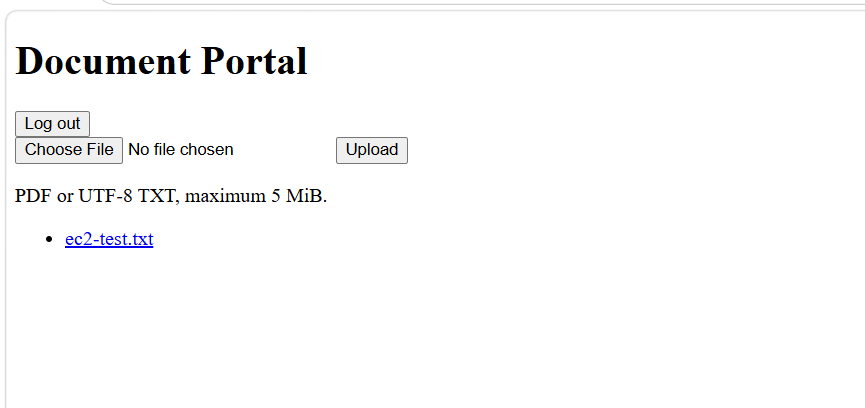 Document Portal
Log out
Choose File No file chosen Upload
PDF or UTF-8 TXT, maximum 5 MiB.
ec2-test.txt